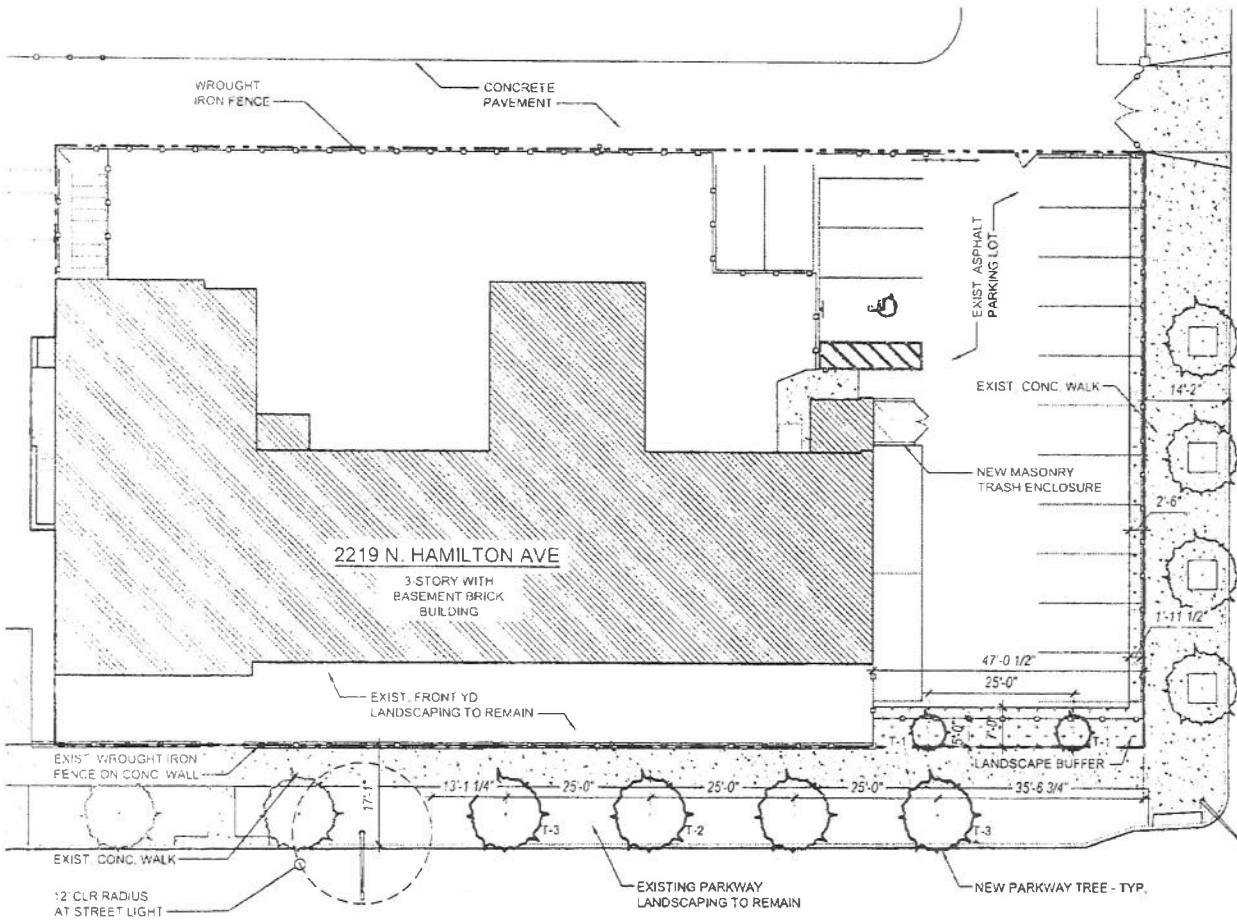 WROUGHT
IRON FENCE
CONCRETE
PAVEMENT
EXIST ASPHALT
PARKING LOT
EXIST. CONC. WALK
14'-2"
NEW MASONRY
TRASH ENCLOSURE
2'-6"
2219 N. HAMILTON AVE
3-STORY WITH
BASEMENT BRICK
BUILDING
1'-11 1/2"
47'-0 1/2"
25'-0"
EXIST. FRONT YD
LANDSCAPING TO REMAIN
T-1
5'-0"
7'-0"
T-1
EXIST. WROUGHT IRON
FENCE ON CONC. WALL
LANDSCAPE BUFFER
17'-1"
13'-1 1/4"
25'-0"
25'-0"
25'-0"
35'-6 3/4"
T-3
T-2
T-3
EXIST. CONC. WALK
12' CLR RADIUS
AT STREET LIGHT
EXISTING PARKWAY
LANDSCAPING TO REMAIN
NEW PARKWAY TREE - TYP.